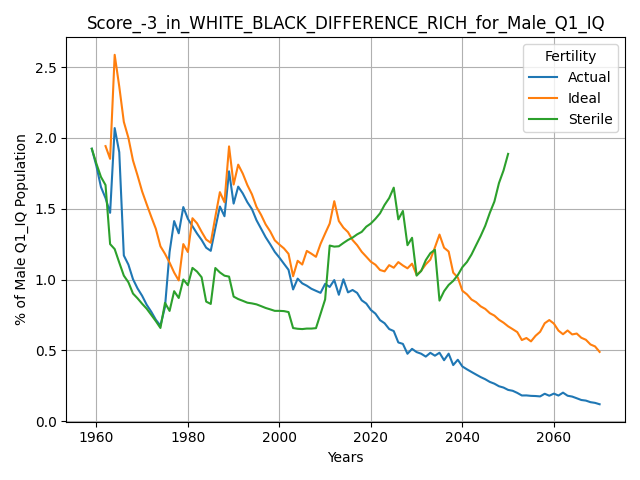 Score_-3_in_WHITE_BLACK_DIFFERENCE_RICH_for_Male_Q1_IQ
Fertility
Actual
Ideal
Sterile
% of Male Q1_IQ Population
2.5
2.0
1.5
1.0
0.5
0.0
1960 1980 2000 2020 2040 2060
Years